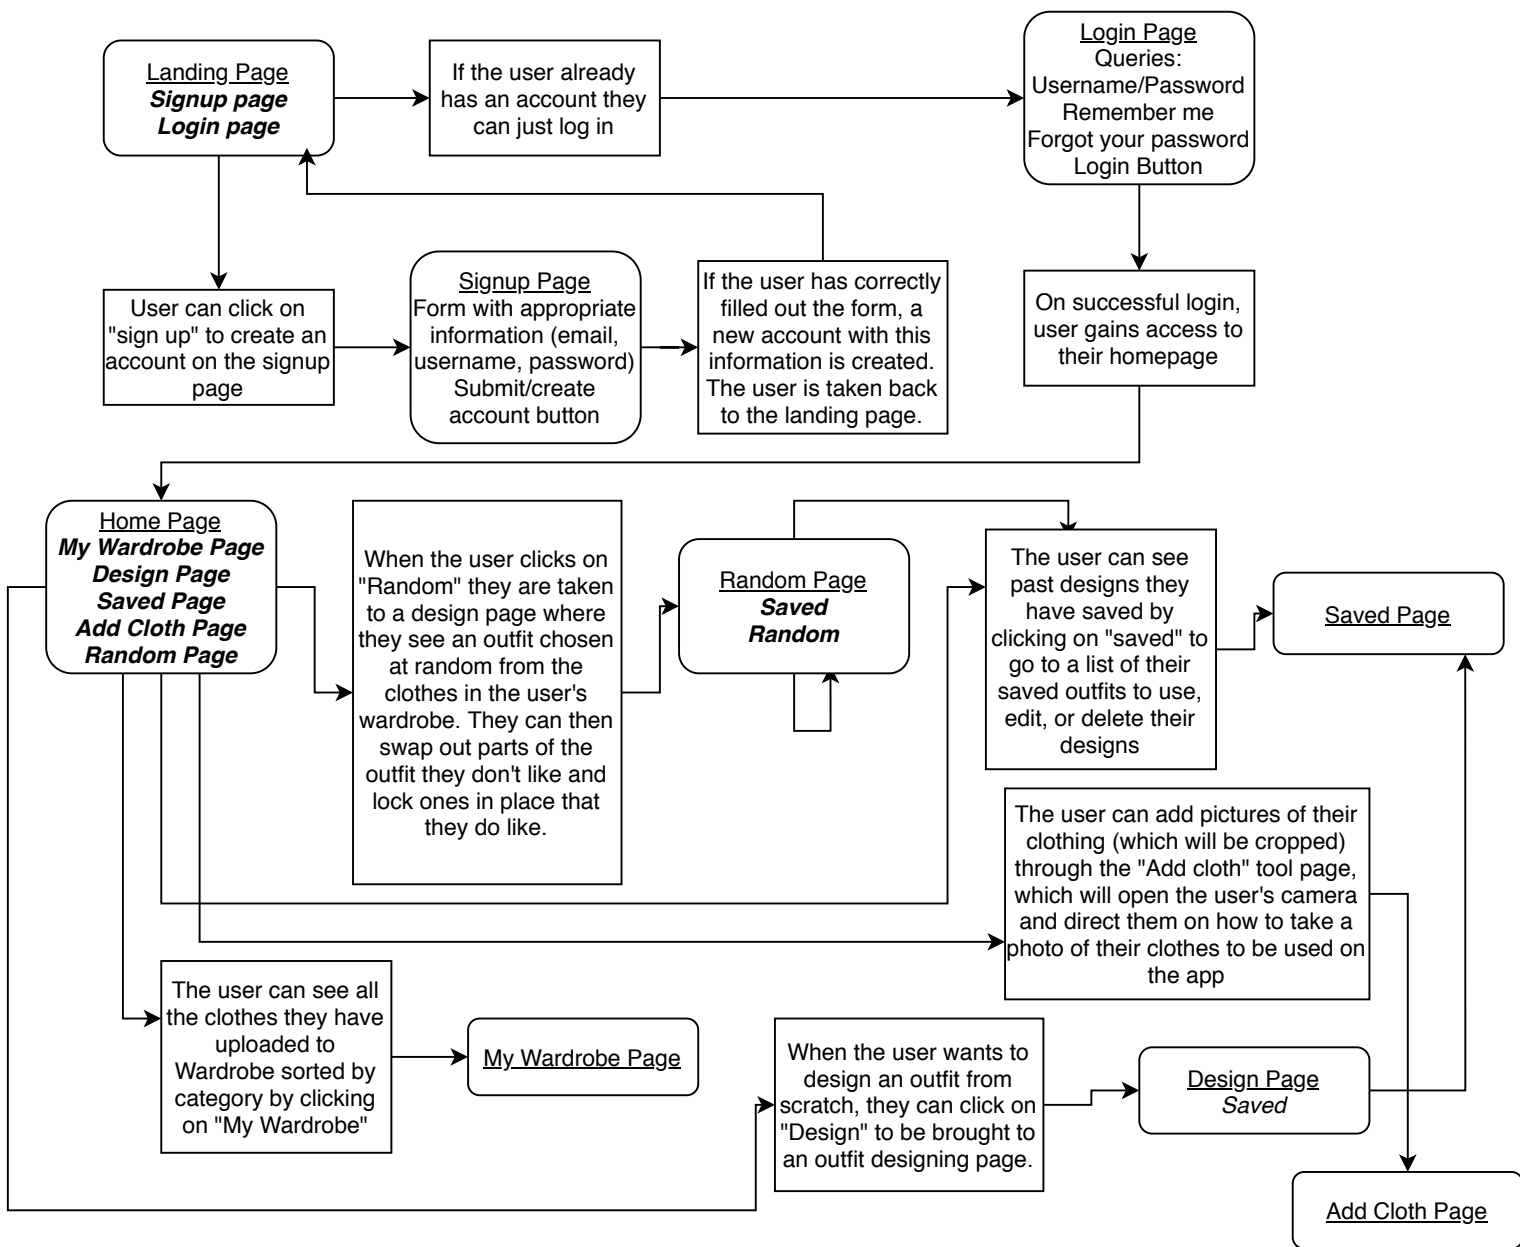 Landing Page
Signup page
Login page
If the user already
has an account they
can just log in
Login Page
Queries:
Username/Password
Remember me
Forgot your password
Login Button
User can click on
"sign up" to create an
account on the signup
page
Signup Page
Form with appropriate
information (email,
username, password)
Submit/create
account button
If the user has correctly
filled out the form, a
new account with this
information is created.
The user is taken back
to the landing page.
On successful login,
user gains access to
their homepage
Home Page
My Wardrobe Page
Design Page
Saved Page
Add Cloth Page
Random Page
When the user clicks on
"Random" they are taken
to a design page where
they see an outfit chosen
at random from the
clothes in the user's
wardrobe. They can then
swap out parts of the
outfit they don't like and
lock ones in place that
they do like.
Random Page
Saved
Random
The user can see
past designs they
have saved by
clicking on "saved" to
go to a list of their
saved outfits to use,
edit, or delete their
designs
Saved Page
The user can add pictures of their
clothing (which will be cropped)
through the "Add cloth" tool page,
which will open the user's camera
and direct them on how to take a
photo of their clothes to be used on
the app
The user can see all
the clothes they have
uploaded to
Wardrobe sorted by
category by clicking
on "My Wardrobe"
My Wardrobe Page
When the user wants to
design an outfit from
scratch, they can click on
"Design" to be brought to
an outfit designing page.
Design Page
Saved
Add Cloth Page